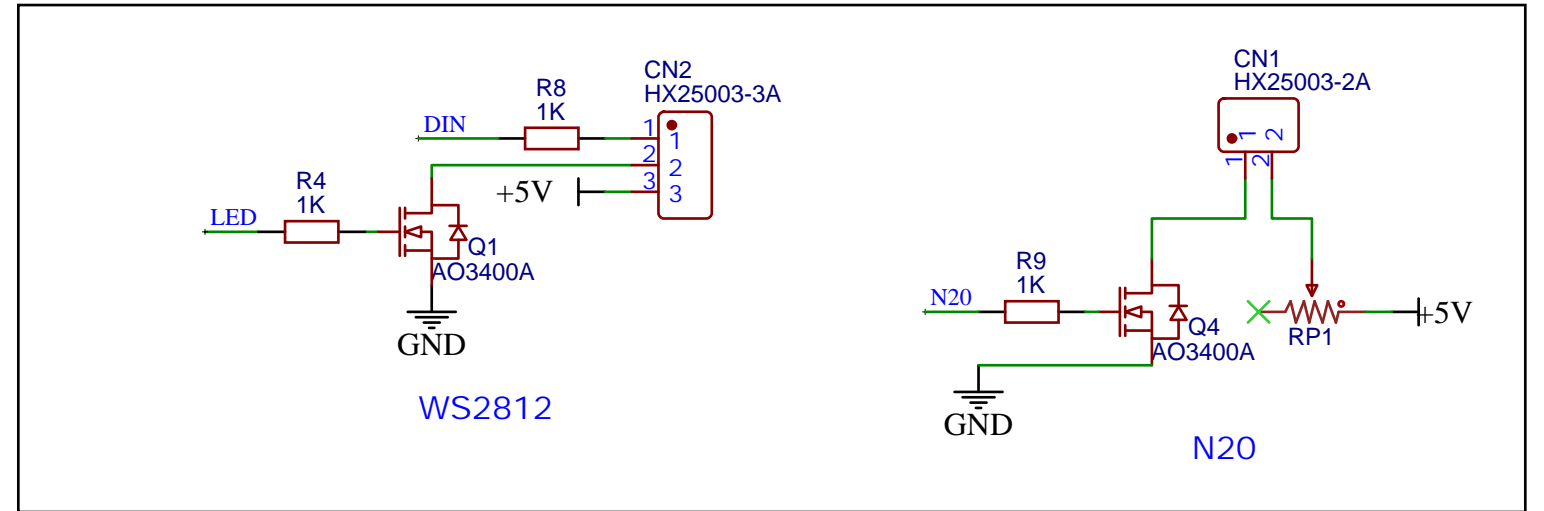 CN2
HX25003-3A
R8
1K
DIN
1
1
2
2
3
3
+5V
R4
1K
LED
Q1
AO3400A
GND
WS2812
CN1
HX25003-2A
1
2
1
2
R9
1K
N20
Q4
AO3400A
RP1
+5V
GND
N20